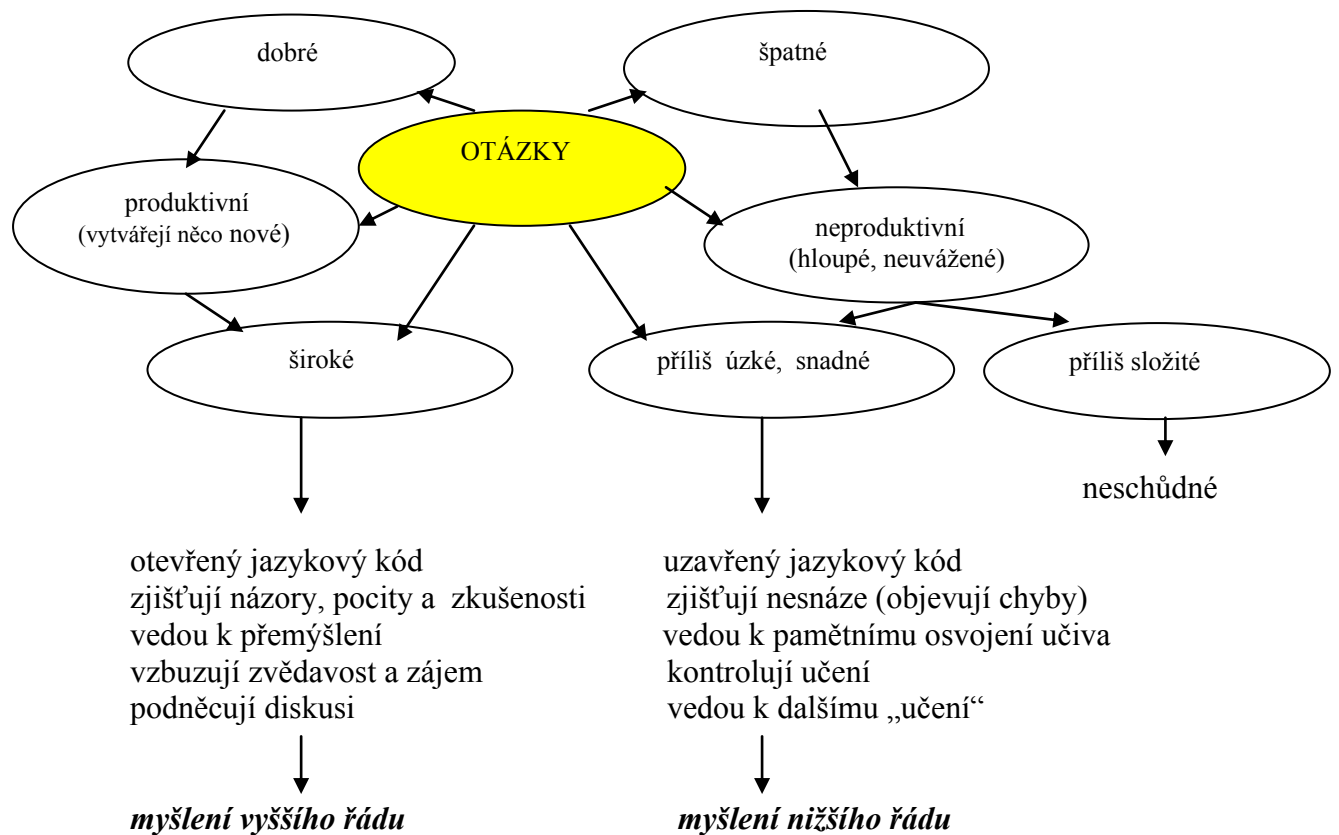 dobré
špatné
OTÁZKY
produktivní
(vytvářejí něco nové)
neproduktivní
(hloupé, neuvážené)
široké
příliš úzké, snadné
příliš složité
neschůdné
otevřený jazykový kód
zjišťují názory, pocity a zkušenosti
vedou k přemýšlení
vzbuzují zvědavost a zájem
podněcují diskusi
uzavřený jazykový kód
zjišťují nesnáze (objevují chyby)
vedou k pamětnímu osvojení učiva
kontrolují učení
vedou k dalšímu „učení“
myšlení vyššího řádu
myšlení nižšího řádu